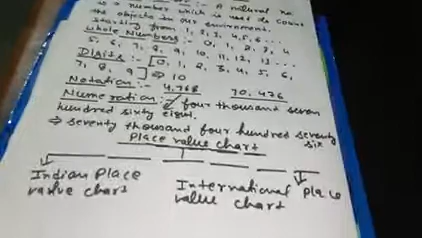 :- A natural no
is a number which is used to count
the objects in our environment.
starting from 1, 2, 3, 4, 5, 6, ..
Whole Numbers :- 0, 1, 2, 3, 4
5, 6, 7, 8, 9, 10, 11, 12, 13 ...
Digits :- [0, 1, 2, 3, 4, 5, 6,
7, 8, 9] ⇒ 10
Notation :- 4,768 70,476
Numeration :- four thousand seven
hundred sixty eight.
⇒ seventy thousand four hundred seventy
six
Place value chart
Indian Place
value chart
International place
value chart